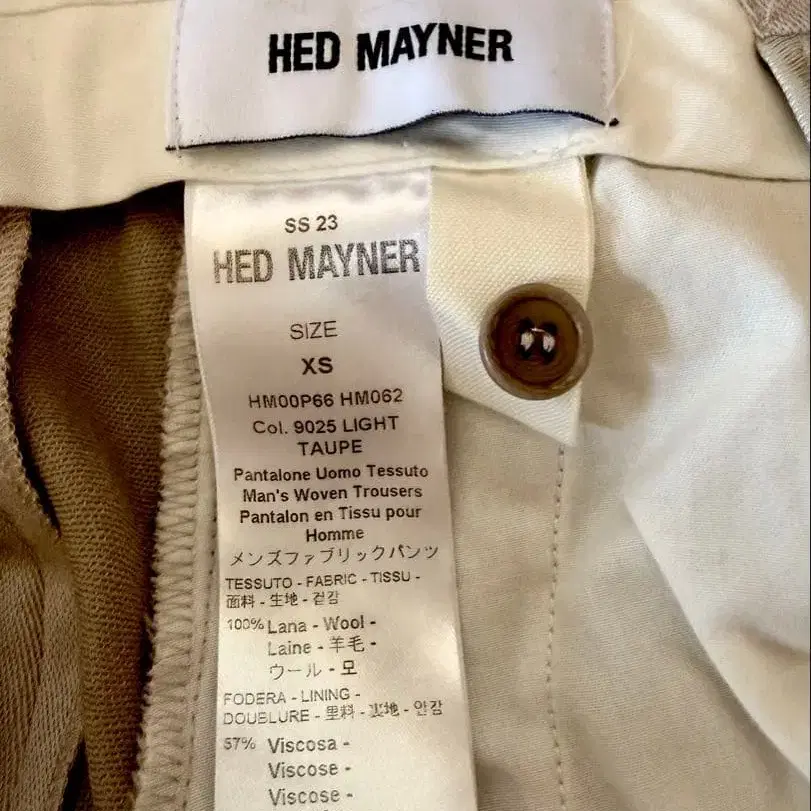 HED MAYNER
SS 23
HED MAYNER
SIZE
XS
HM00P66 HM062
Col. 9025 LIGHT
TAUPE
Pantalone Uomo Tessuto
Man's Woven Trousers
Pantalon en Tissu pour
Homme
メンズファブリックパンツ
TESSUTO - FABRIC - TISSU -
面料 - 生地 - 겉감
100% Lana - Wool -
Laine - 羊毛 -
ウール - 모
FODERA - LINING -
DOUBLURE - 里料 - 裏地 - 안감
57% Viscosa -
Viscose -
Viscose -